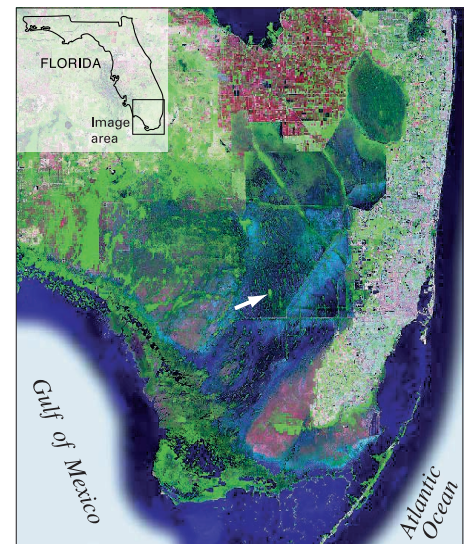 FLORIDA
Image
area
Gulf of Mexico
Atlantic
Ocean